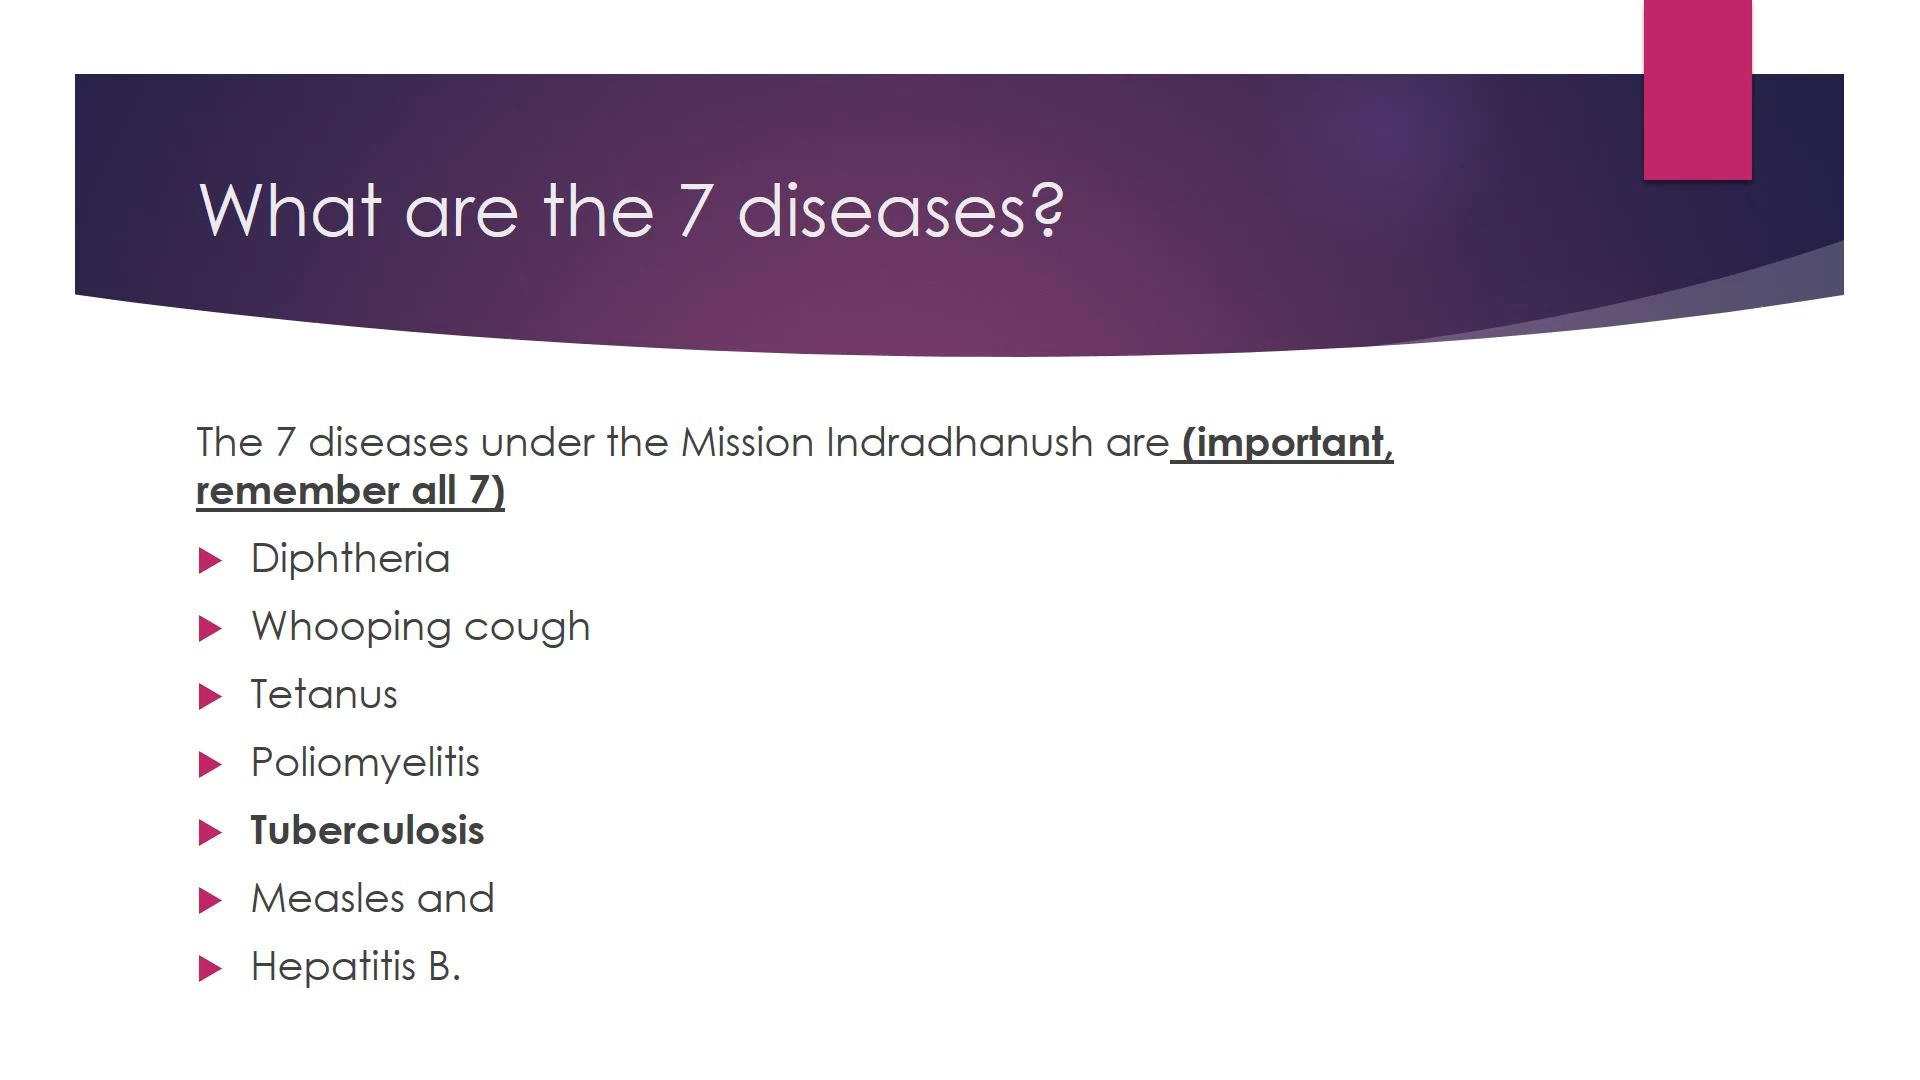 What are the 7 diseases?
The 7 diseases under the Mission Indradhanush are (important,
remember all 7)
Diphtheria
Whooping cough
Tetanus
Poliomyelitis
Tuberculosis
Measles and
Hepatitis B.